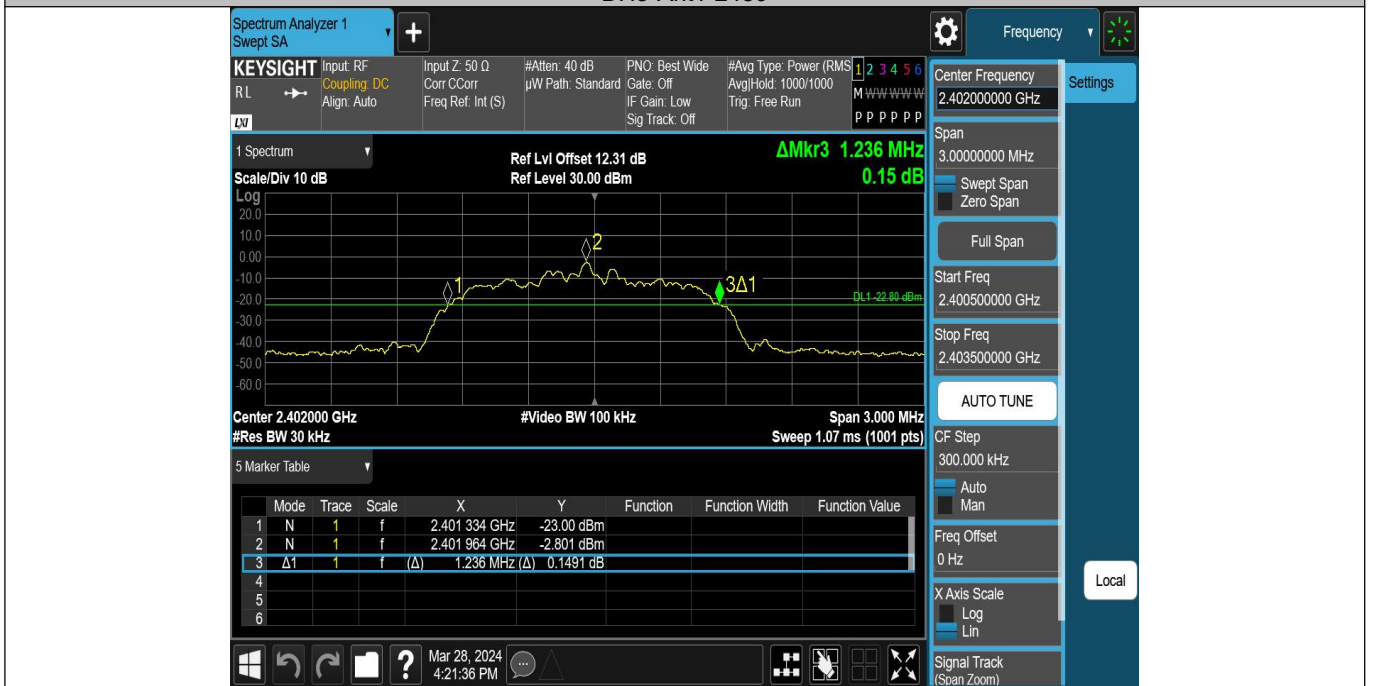 Spectrum Analyzer 1
Swept SA
Frequency
KEYSIGHT
RL
LXI
Input: RF
Coupling: DC
Align: Auto
Input Z: 50 Ω
Corr CCorr
Freq Ref: Int (S)
#Atten: 40 dB
µW Path: Standard
PNO: Best Wide
Gate: Off
IF Gain: Low
Sig Track: Off
#Avg Type: Power (RMS
Avg|Hold: 1000/1000
Trig: Free Run
1 2 3 4 5 6
M W W W W W
P P P P P P
1 Spectrum
Scale/Div 10 dB
Ref Lvl Offset 12.31 dB
Ref Level 30.00 dBm
ΔMkr3 1.236 MHz
0.15 dB
Log
20.0
10.0
0.00
-10.0
-20.0
-30.0
-40.0
-50.0
-60.0
1
2
3Δ1
DL1 -22.80 dBm
Center 2.402000 GHz
#Video BW 100 kHz
Span 3.000 MHz
#Res BW 30 kHz
Sweep 1.07 ms (1001 pts)
5 Marker Table
Mode Trace Scale X Y Function Function Width Function Value
1 N 1 f 2.401 334 GHz -23.00 dBm
2 N 1 f 2.401 964 GHz -2.801 dBm
3 Δ1 1 f (Δ) 1.236 MHz (Δ) 0.1491 dB
4
5
6
Mar 28, 2024
4:21:36 PM
Center Frequency
2.402000000 GHz
Settings
Span
3.00000000 MHz
Swept Span
Zero Span
Full Span
Start Freq
2.400500000 GHz
Stop Freq
2.403500000 GHz
AUTO TUNE
CF Step
300.000 kHz
Auto
Man
Freq Offset
0 Hz
Local
X Axis Scale
Log
Lin
Signal Track
(Span Zoom)